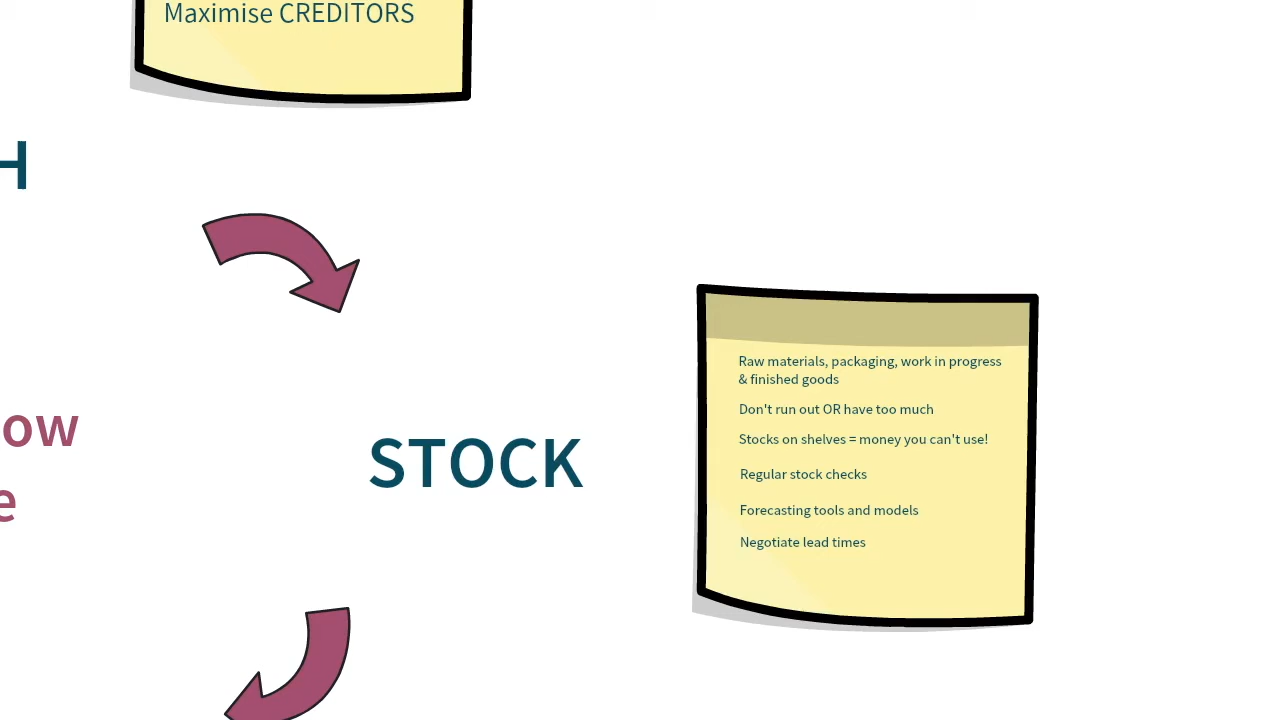 Maximise CREDITORS
H
Raw materials, packaging, work in progress
& finished goods
Don't run out OR have too much
ow
STOCK
Stocks on shelves = money you can't use!
Regular stock checks
e
Forecasting tools and models
Negotiate lead times